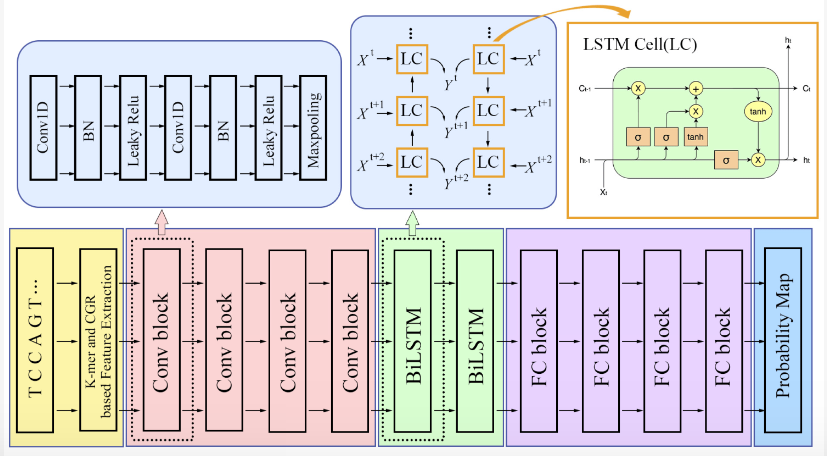 Conv1D
BN
Leaky Relu
Conv1D
BN
Leaky Relu
Maxpooling
X^t
LC
LC
X^t
Y^t
X^t+1
LC
LC
X^t+1
Y^t+1
X^t+2
LC
LC
X^t+2
Y^t+2
LSTM Cell(LC)
h_t
C_t-1
X
+
C_t
X
tanh
σ
σ
tanh
h_t-1
σ
X
h_t
X_t
T C C A G T ...
K-mer and CGR
based Feature Extraction
Conv block
Conv block
Conv block
Conv block
BiLSTM
BiLSTM
FC block
FC block
FC block
FC block
Probability Map